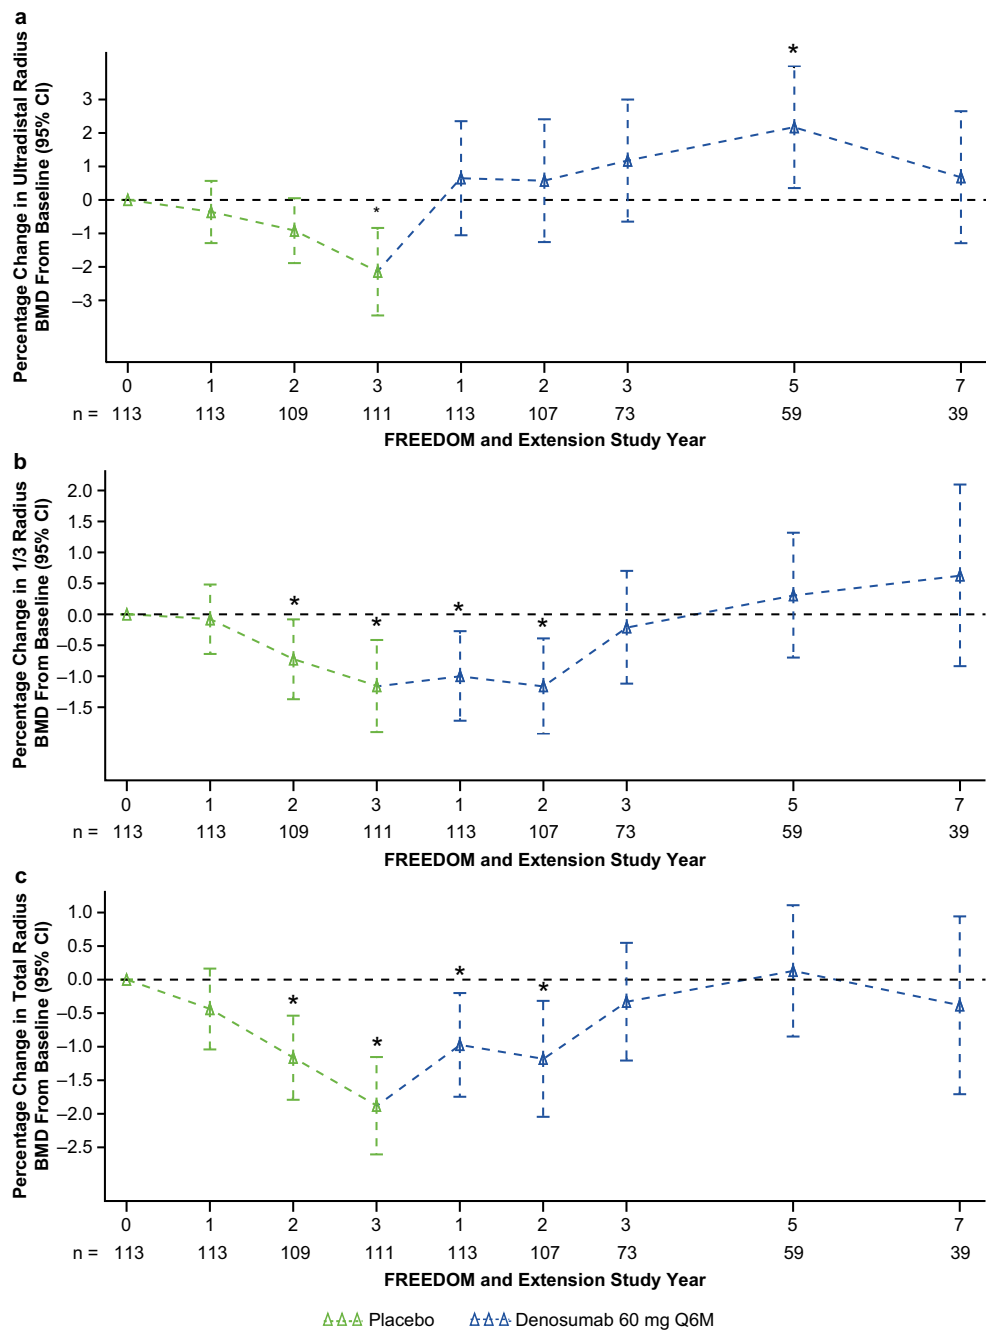 a
Percentage Change in Ultradistal Radius
BMD From Baseline (95% CI)
3
2
1
0
–1
–2
–3
*
*
0 1 2 3 1 2 3 5 7
n = 113 113 109 111 113 107 73 59 39
FREEDOM and Extension Study Year
b
Percentage Change in 1/3 Radius
BMD From Baseline (95% CI)
2.0
1.5
1.0
0.5
0.0
–0.5
–1.0
–1.5
* * * *
0 1 2 3 1 2 3 5 7
n = 113 113 109 111 113 107 73 59 39
FREEDOM and Extension Study Year
c
Percentage Change in Total Radius
BMD From Baseline (95% CI)
1.0
0.5
0.0
–0.5
–1.0
–1.5
–2.0
–2.5
* * * *
0 1 2 3 1 2 3 5 7
n = 113 113 109 111 113 107 73 59 39
FREEDOM and Extension Study Year
Placebo Denosumab 60 mg Q6M